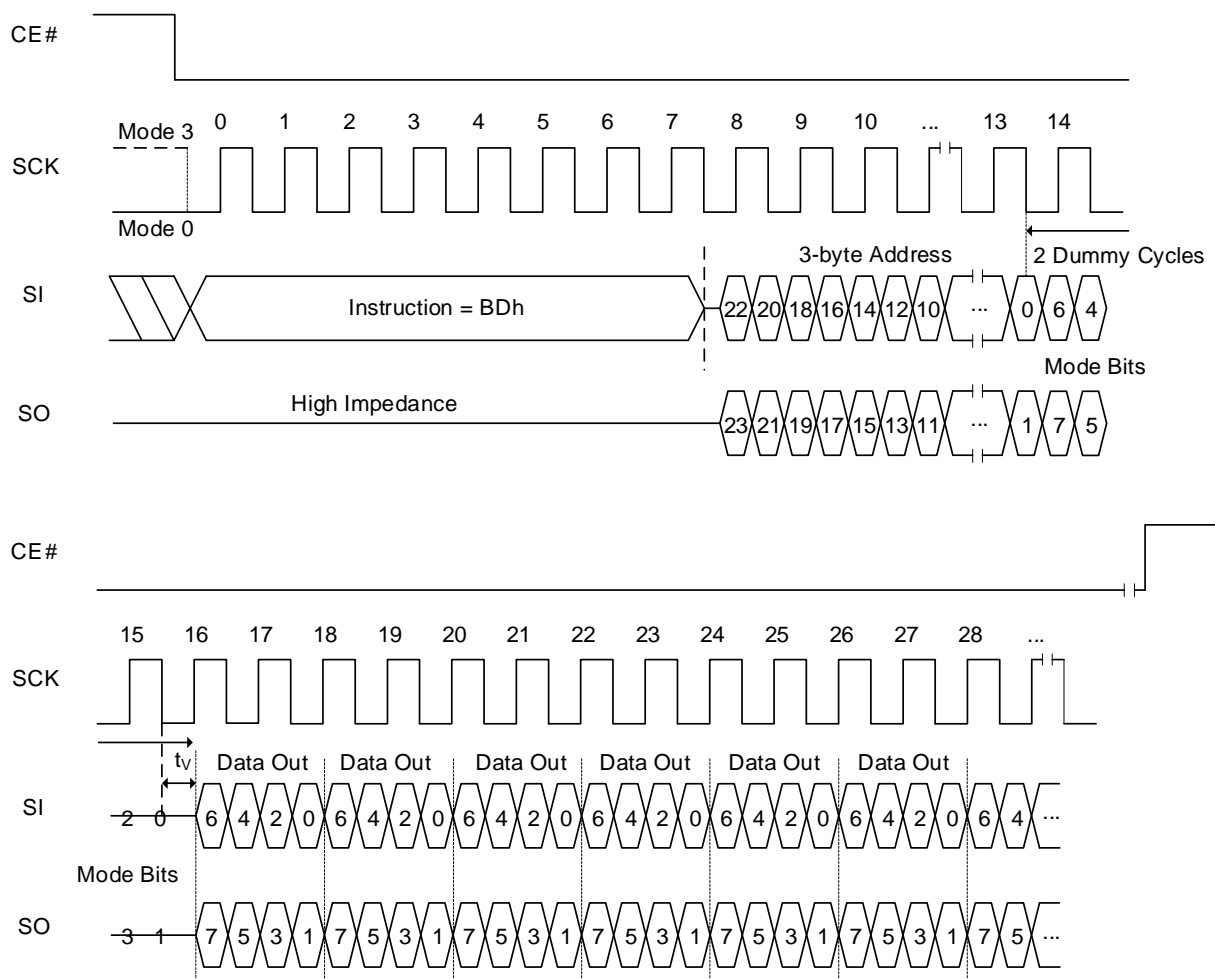 CE#
0 1 2 3 4 5 6 7 8 9 10 ... 13 14
Mode 3
SCK
Mode 0
3-byte Address 2 Dummy Cycles
SI Instruction = BDh 22 20 18 16 14 12 10 ... 0 6 4
Mode Bits
High Impedance
SO 23 21 19 17 15 13 11 ... 1 7 5
CE#
15 16 17 18 19 20 21 22 23 24 25 26 27 28 ...
SCK
tV Data Out Data Out Data Out Data Out Data Out Data Out
SI 2 0 6 4 2 0 6 4 2 0 6 4 2 0 6 4 2 0 6 4 2 0 6 4 2 0 6 4 ...
Mode Bits
SO 3 1 7 5 3 1 7 5 3 1 7 5 3 1 7 5 3 1 7 5 3 1 7 5 3 1 7 5 ...